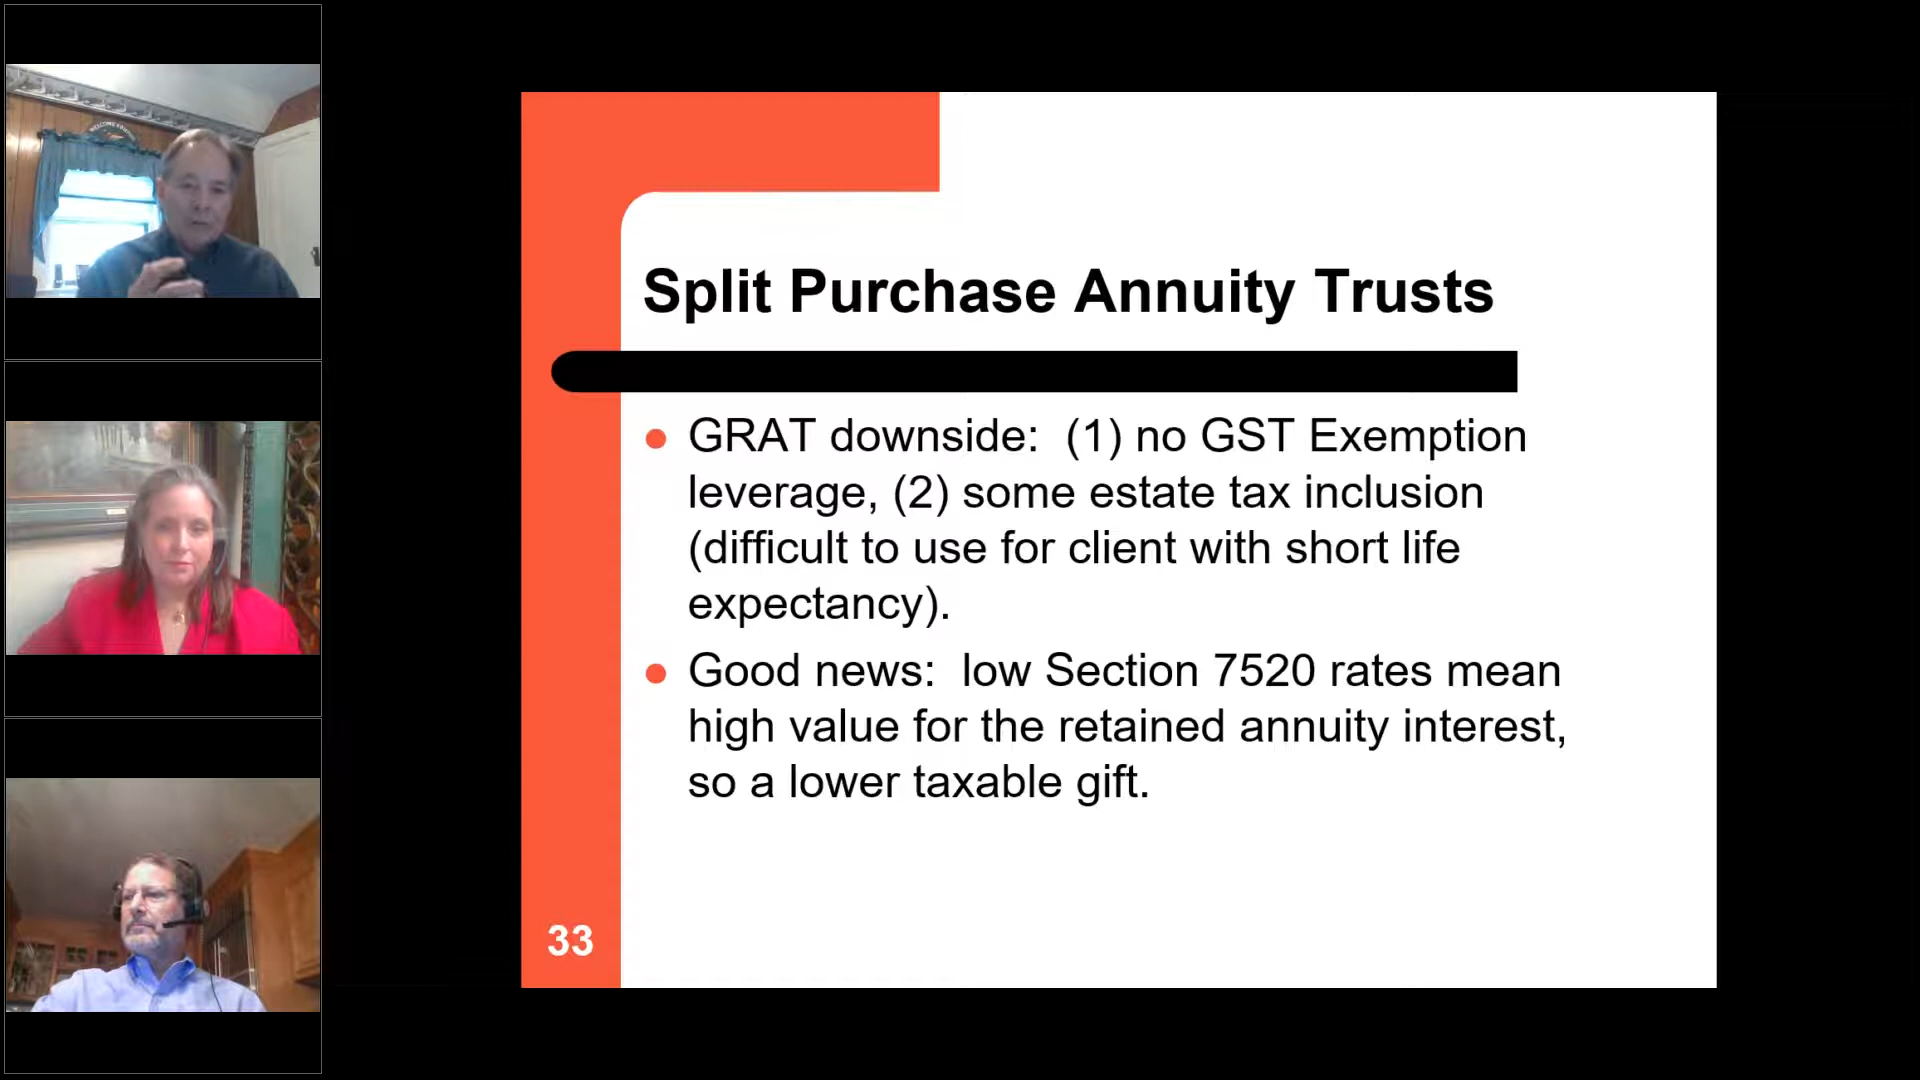 WELCOME FRIENDS
Split Purchase Annuity Trusts
GRAT downside:  (1) no GST Exemption
leverage, (2) some estate tax inclusion
(difficult to use for client with short life
expectancy).
Good news:  low Section 7520 rates mean
high value for the retained annuity interest,
so a lower taxable gift.
33